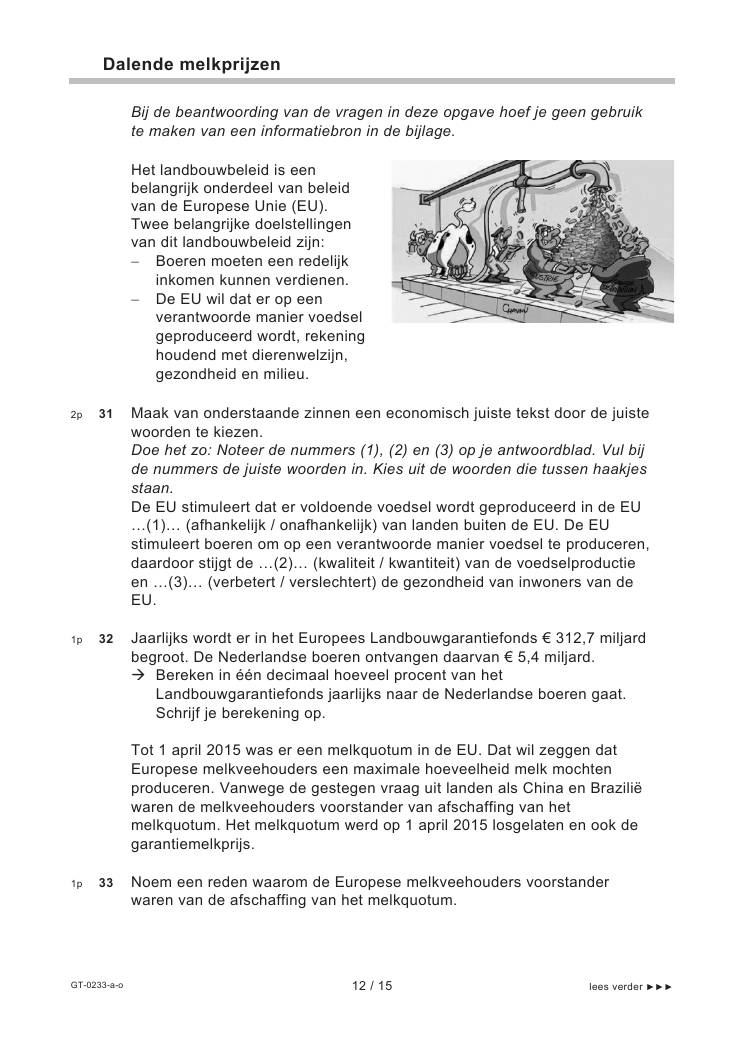 Dalende melkprijzen
Bij de beantwoording van de vragen in deze opgave hoef je geen gebruik
te maken van een informatiebron in de bijlage.
Het landbouwbeleid is een
belangrijk onderdeel van beleid
van de Europese Unie (EU).
Twee belangrijke doelstellingen
van dit landbouwbeleid zijn:
– Boeren moeten een redelijk
inkomen kunnen verdienen.
– De EU wil dat er op een
verantwoorde manier voedsel
geproduceerd wordt, rekening
houdend met dierenwelzijn,
gezondheid en milieu.
2p 31 Maak van onderstaande zinnen een economisch juiste tekst door de juiste
woorden te kiezen.
Doe het zo: Noteer de nummers (1), (2) en (3) op je antwoordblad. Vul bij
de nummers de juiste woorden in. Kies uit de woorden die tussen haakjes
staan.
De EU stimuleert dat er voldoende voedsel wordt geproduceerd in de EU
…(1)… (afhankelijk / onafhankelijk) van landen buiten de EU. De EU
stimuleert boeren om op een verantwoorde manier voedsel te produceren,
daardoor stijgt de …(2)… (kwaliteit / kwantiteit) van de voedselproductie
en …(3)… (verbetert / verslechtert) de gezondheid van inwoners van de
EU.
1p 32 Jaarlijks wordt er in het Europees Landbouwgarantiefonds € 312,7 miljard
begroot. De Nederlandse boeren ontvangen daarvan € 5,4 miljard.
→ Bereken in één decimaal hoeveel procent van het
Landbouwgarantiefonds jaarlijks naar de Nederlandse boeren gaat.
Schrijf je berekening op.
Tot 1 april 2015 was er een melkquotum in de EU. Dat wil zeggen dat
Europese melkveehouders een maximale hoeveelheid melk mochten
produceren. Vanwege de gestegen vraag uit landen als China en Brazilië
waren de melkveehouders voorstander van afschaffing van het
melkquotum. Het melkquotum werd op 1 april 2015 losgelaten en ook de
garantiemelkprijs.
1p 33 Noem een reden waarom de Europese melkveehouders voorstander
waren van de afschaffing van het melkquotum.
GT-0233-a-o 12 / 15 lees verder ►►►